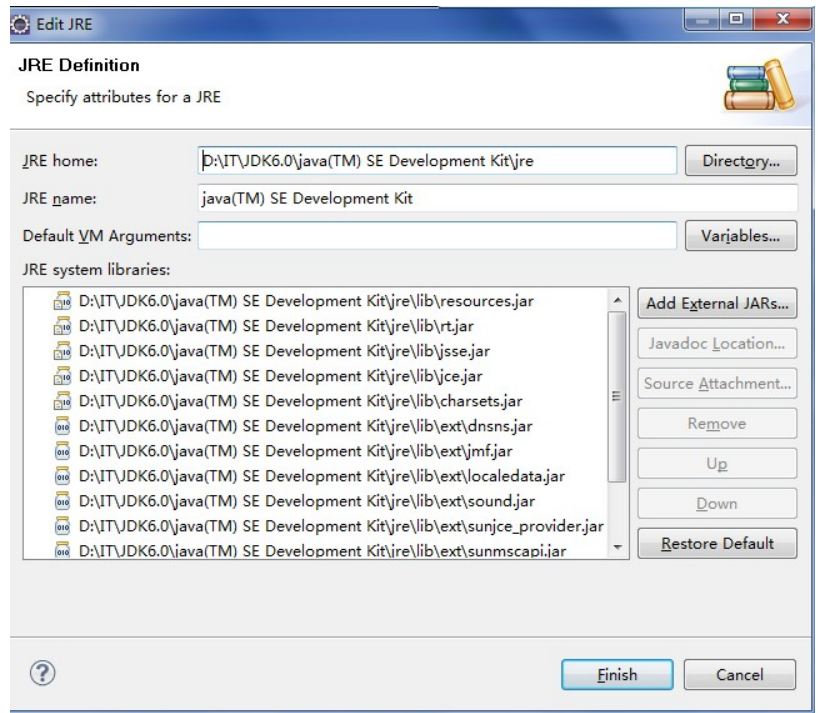 Edit JRE
JRE Definition
Specify attributes for a JRE
JRE home: D:\IT\JDK6.0\java(TM) SE Development Kit\jre Directory...
JRE name: java(TM) SE Development Kit
Default VM Arguments: Variables...
JRE system libraries:
D:\IT\JDK6.0\java(TM) SE Development Kit\jre\lib\resources.jar Add External JARs...
D:\IT\JDK6.0\java(TM) SE Development Kit\jre\lib\rt.jar
D:\IT\JDK6.0\java(TM) SE Development Kit\jre\lib\jsse.jar Javadoc Location...
D:\IT\JDK6.0\java(TM) SE Development Kit\jre\lib\jce.jar Source Attachment...
D:\IT\JDK6.0\java(TM) SE Development Kit\jre\lib\charsets.jar
D:\IT\JDK6.0\java(TM) SE Development Kit\jre\lib\ext\dnsns.jar Remove
D:\IT\JDK6.0\java(TM) SE Development Kit\jre\lib\ext\jmf.jar Up
D:\IT\JDK6.0\java(TM) SE Development Kit\jre\lib\ext\localedata.jar
D:\IT\JDK6.0\java(TM) SE Development Kit\jre\lib\ext\sound.jar Down
D:\IT\JDK6.0\java(TM) SE Development Kit\jre\lib\ext\sunjce_provider.jar
D:\IT\JDK6.0\java(TM) SE Development Kit\jre\lib\ext\sunmscapi.jar Restore Default
Finish Cancel